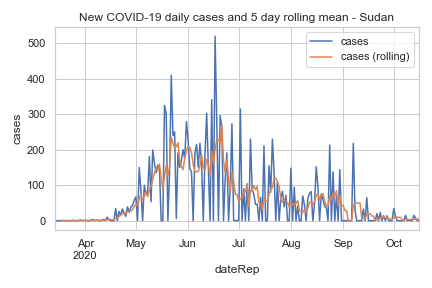 New COVID-19 daily cases and 5 day rolling mean - Sudan
cases
cases (rolling)
500
400
300
200
100
0
cases
Apr May Jun Jul Aug Sep Oct
2020
dateRep